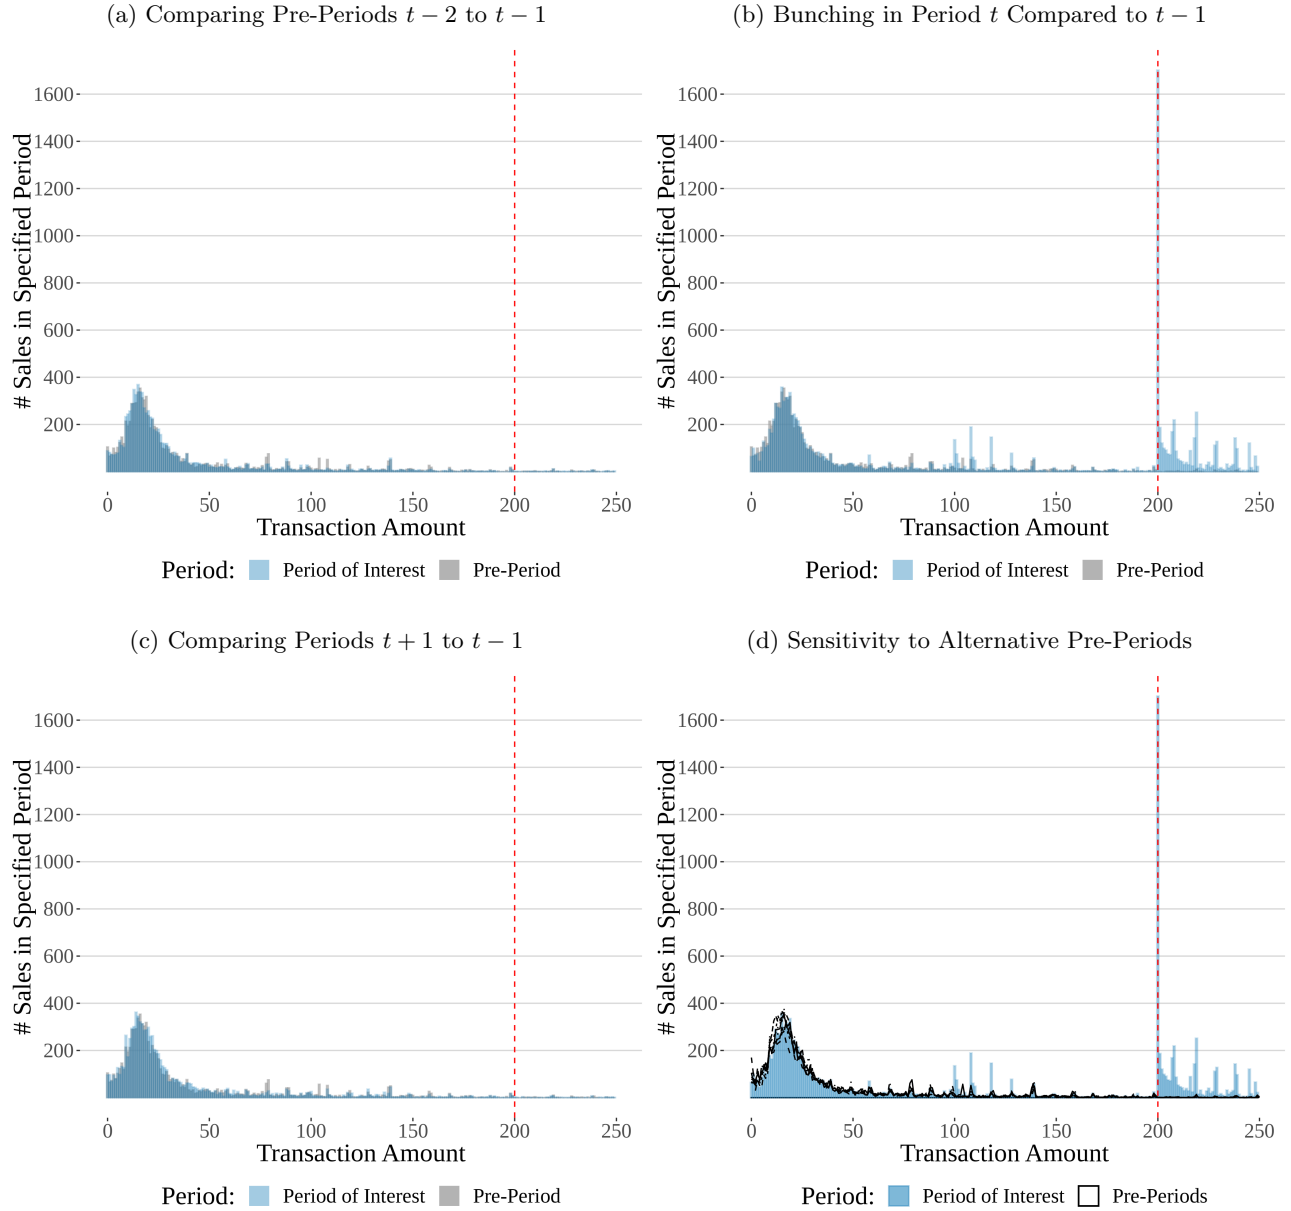 (a) Comparing Pre-Periods t − 2 to t − 1
# Sales in Specified Period
1600
1400
1200
1000
800
600
400
200
0 50 100 150 200 250
Transaction Amount
Period: Period of Interest Pre-Period
(b) Bunching in Period t Compared to t − 1
# Sales in Specified Period
1600
1400
1200
1000
800
600
400
200
0 50 100 150 200 250
Transaction Amount
Period: Period of Interest Pre-Period
(c) Comparing Periods t + 1 to t − 1
# Sales in Specified Period
1600
1400
1200
1000
800
600
400
200
0 50 100 150 200 250
Transaction Amount
Period: Period of Interest Pre-Period
(d) Sensitivity to Alternative Pre-Periods
# Sales in Specified Period
1600
1400
1200
1000
800
600
400
200
0 50 100 150 200 250
Transaction Amount
Period: Period of Interest Pre-Periods